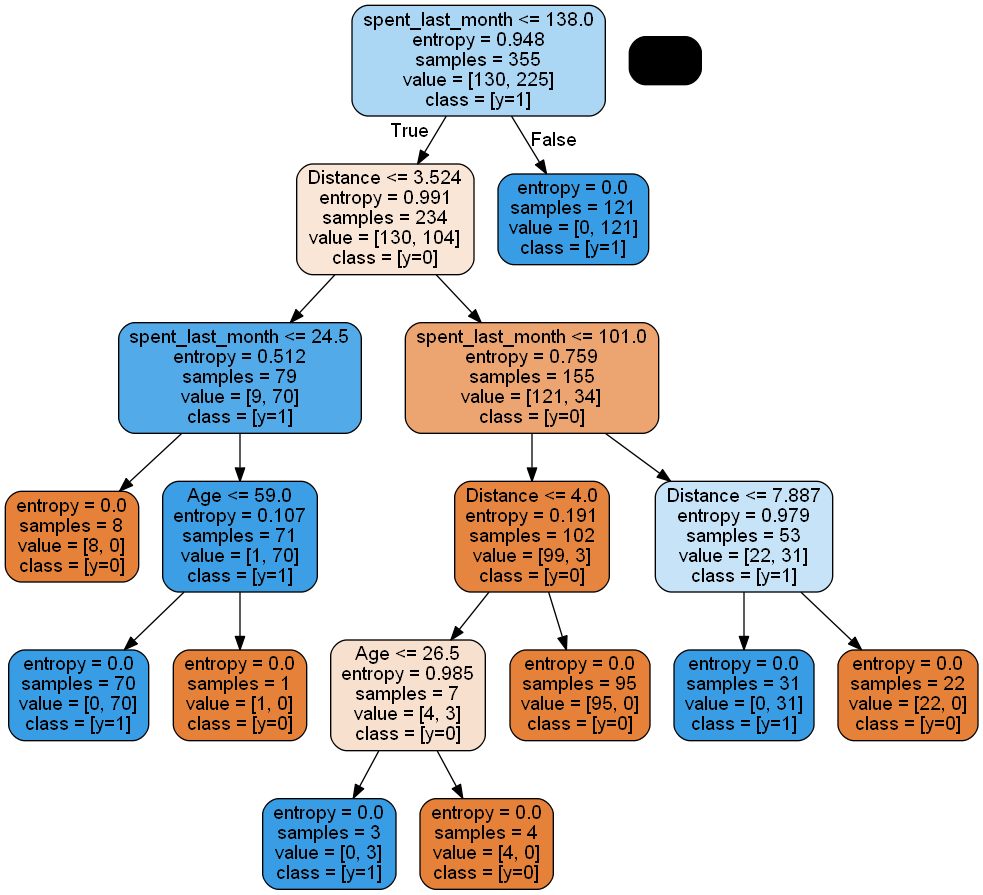 spent_last_month <= 138.0
entropy = 0.948
samples = 355
value = [130, 225]
class = [y=1]
True
False
Distance <= 3.524
entropy = 0.991
samples = 234
value = [130, 104]
class = [y=0]
entropy = 0.0
samples = 121
value = [0, 121]
class = [y=1]
spent_last_month <= 24.5
entropy = 0.512
samples = 79
value = [9, 70]
class = [y=1]
spent_last_month <= 101.0
entropy = 0.759
samples = 155
value = [121, 34]
class = [y=0]
entropy = 0.0
samples = 8
value = [8, 0]
class = [y=0]
Age <= 59.0
entropy = 0.107
samples = 71
value = [1, 70]
class = [y=1]
Distance <= 4.0
entropy = 0.191
samples = 102
value = [99, 3]
class = [y=0]
Distance <= 7.887
entropy = 0.979
samples = 53
value = [22, 31]
class = [y=1]
entropy = 0.0
samples = 70
value = [0, 70]
class = [y=1]
entropy = 0.0
samples = 1
value = [1, 0]
class = [y=0]
Age <= 26.5
entropy = 0.985
samples = 7
value = [4, 3]
class = [y=0]
entropy = 0.0
samples = 95
value = [95, 0]
class = [y=0]
entropy = 0.0
samples = 31
value = [0, 31]
class = [y=1]
entropy = 0.0
samples = 22
value = [22, 0]
class = [y=0]
entropy = 0.0
samples = 3
value = [0, 3]
class = [y=1]
entropy = 0.0
samples = 4
value = [4, 0]
class = [y=0]